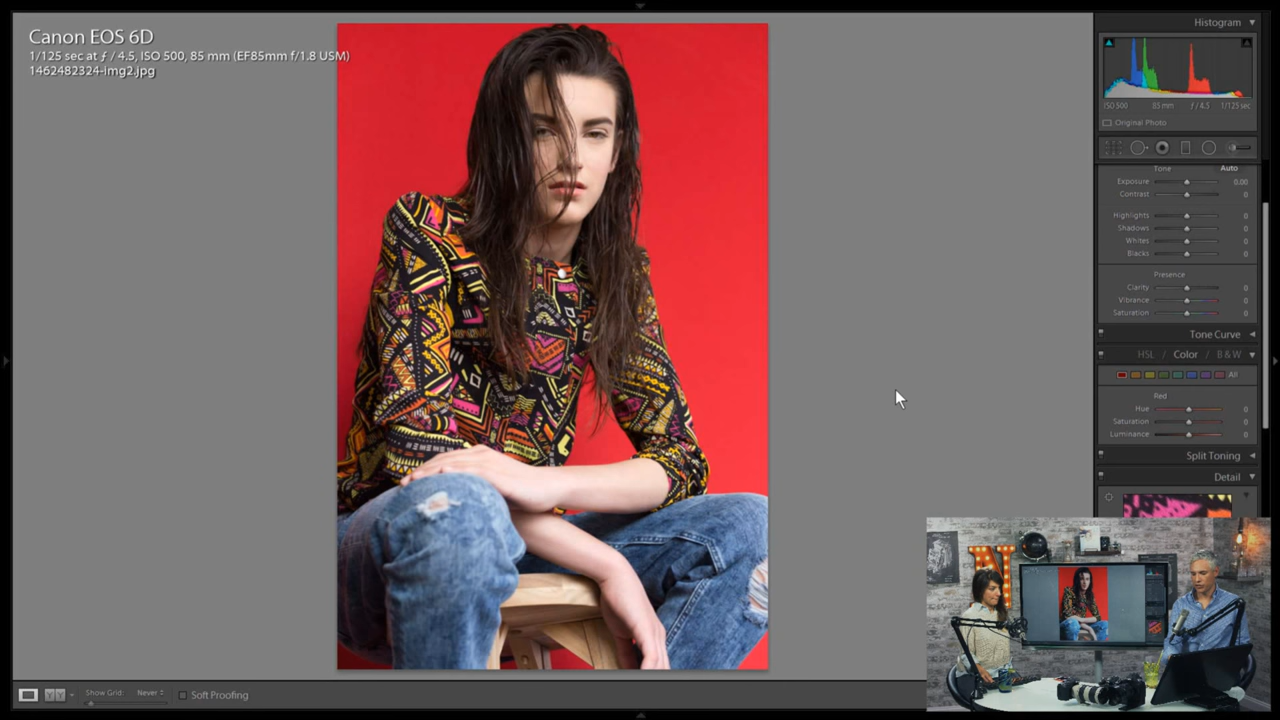 Canon EOS 6D
1/125 sec at ƒ / 4.5, ISO 500, 85 mm (EF85mm f/1.8 USM)
1462482324-img2.jpg
Histogram
ISO 500 85 mm ƒ / 4.5 1/125 sec
Original Photo
Tone Auto
Exposure 0.00
Contrast 0
Highlights 0
Shadows 0
Whites 0
Blacks 0
Presence
Clarity 0
Vibrance 0
Saturation 0
Tone Curve
HSL / Color / B & W
All
Red
Hue 0
Saturation 0
Luminance 0
Split Toning
Detail
N
Show Grid: Never
Soft Proofing